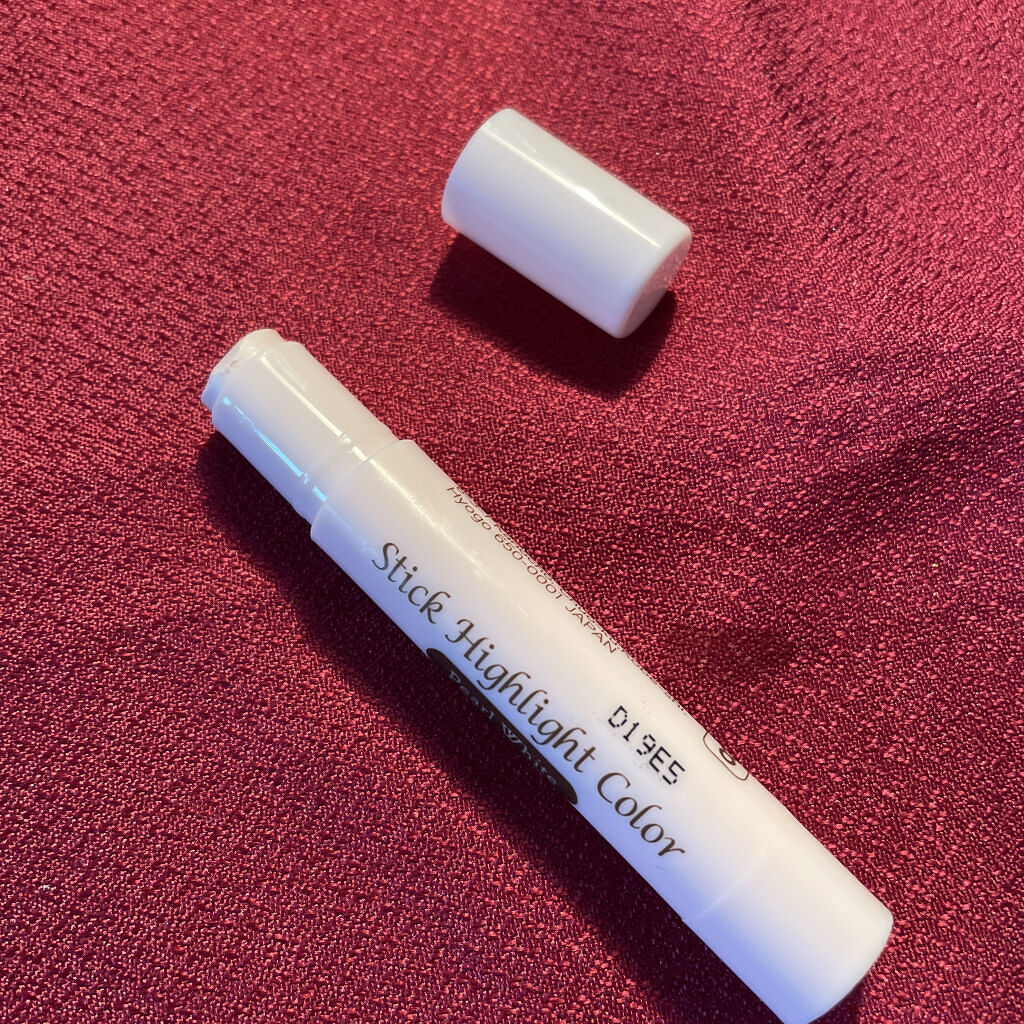 Hyogo 650-0001 JAPAN
Stick Highlight Color
Pearl White
D19E5